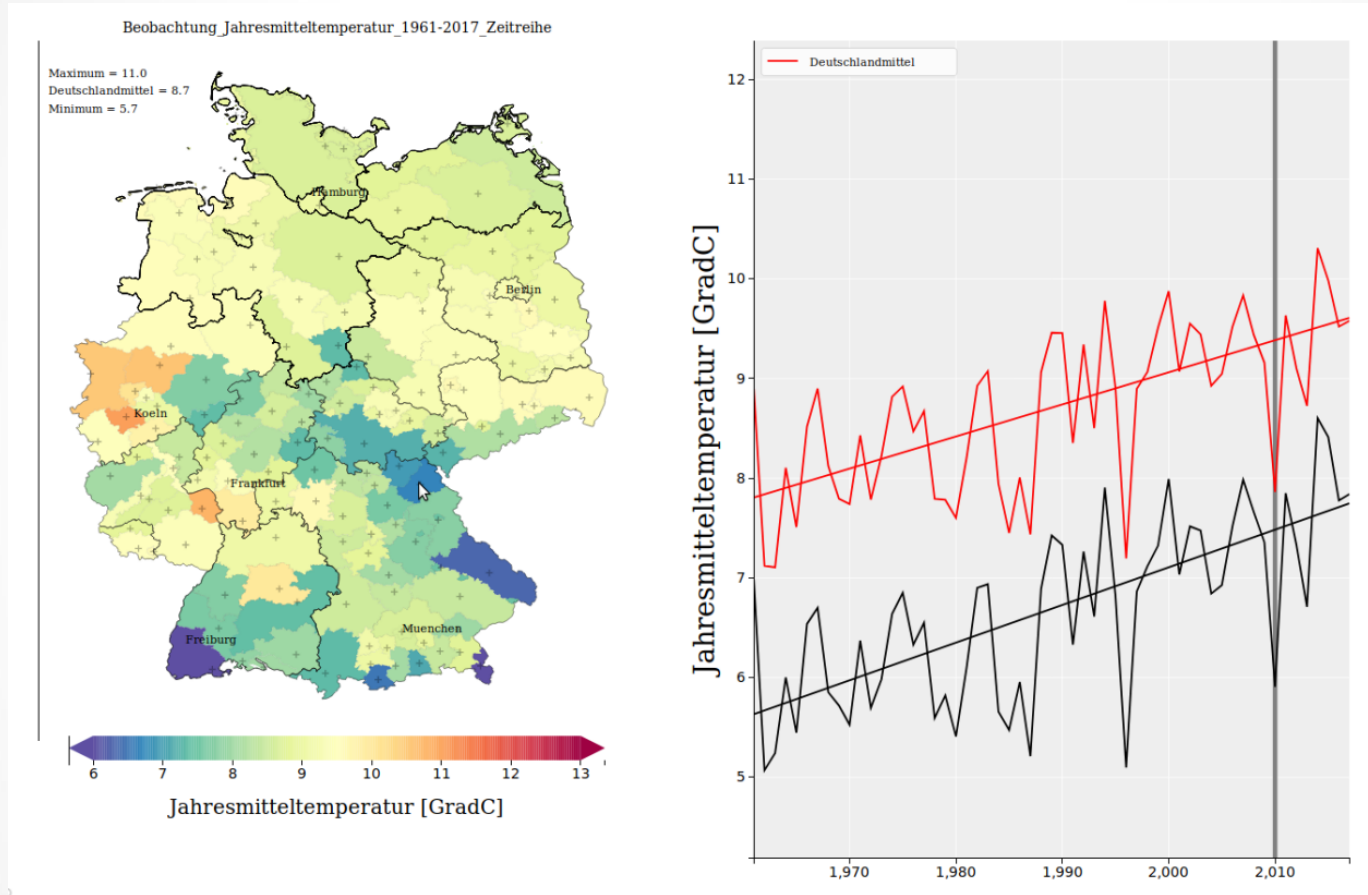 Beobachtung_Jahresmitteltemperatur_1961-2017_Zeitreihe
Maximum = 11.0
Deutschlandmittel = 8.7
Minimum = 5.7
Hamburg
Berlin
Koeln
Frankfurt
Muenchen
Freiburg
6 7 8 9 10 11 12 13
Jahresmitteltemperatur [GradC]
Deutschlandmittel
Jahresmitteltemperatur [GradC]
12
11
10
9
8
7
6
5
1,970 1,980 1,990 2,000 2,010